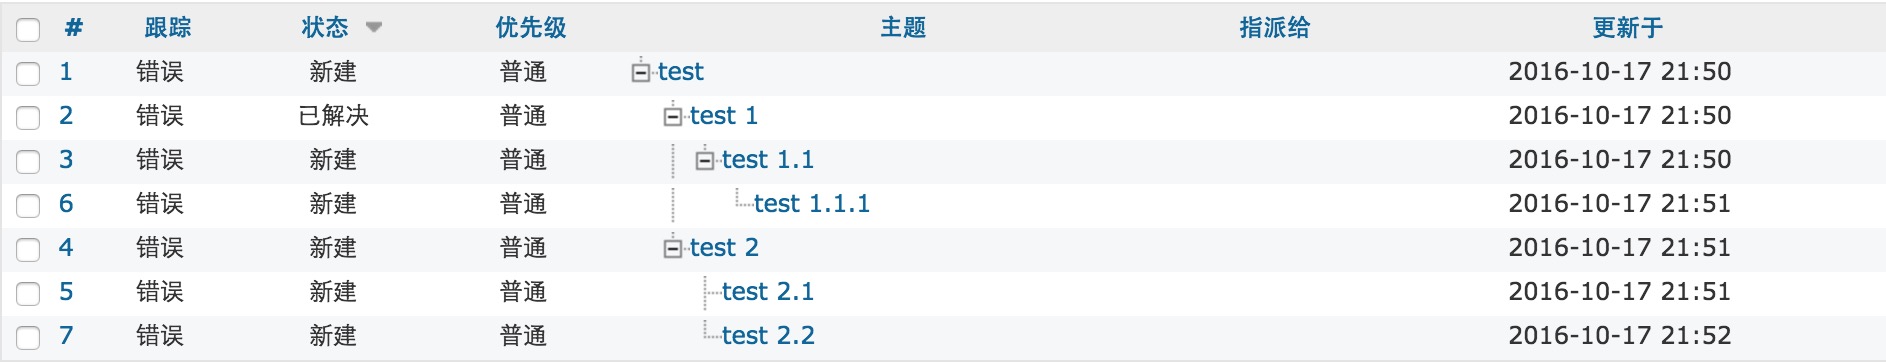 # 跟踪 状态 优先级 主题 指派给 更新于
1 错误 新建 普通 test 2016-10-17 21:50
2 错误 已解决 普通 test 1 2016-10-17 21:50
3 错误 新建 普通 test 1.1 2016-10-17 21:50
6 错误 新建 普通 test 1.1.1 2016-10-17 21:51
4 错误 新建 普通 test 2 2016-10-17 21:51
5 错误 新建 普通 test 2.1 2016-10-17 21:51
7 错误 新建 普通 test 2.2 2016-10-17 21:52